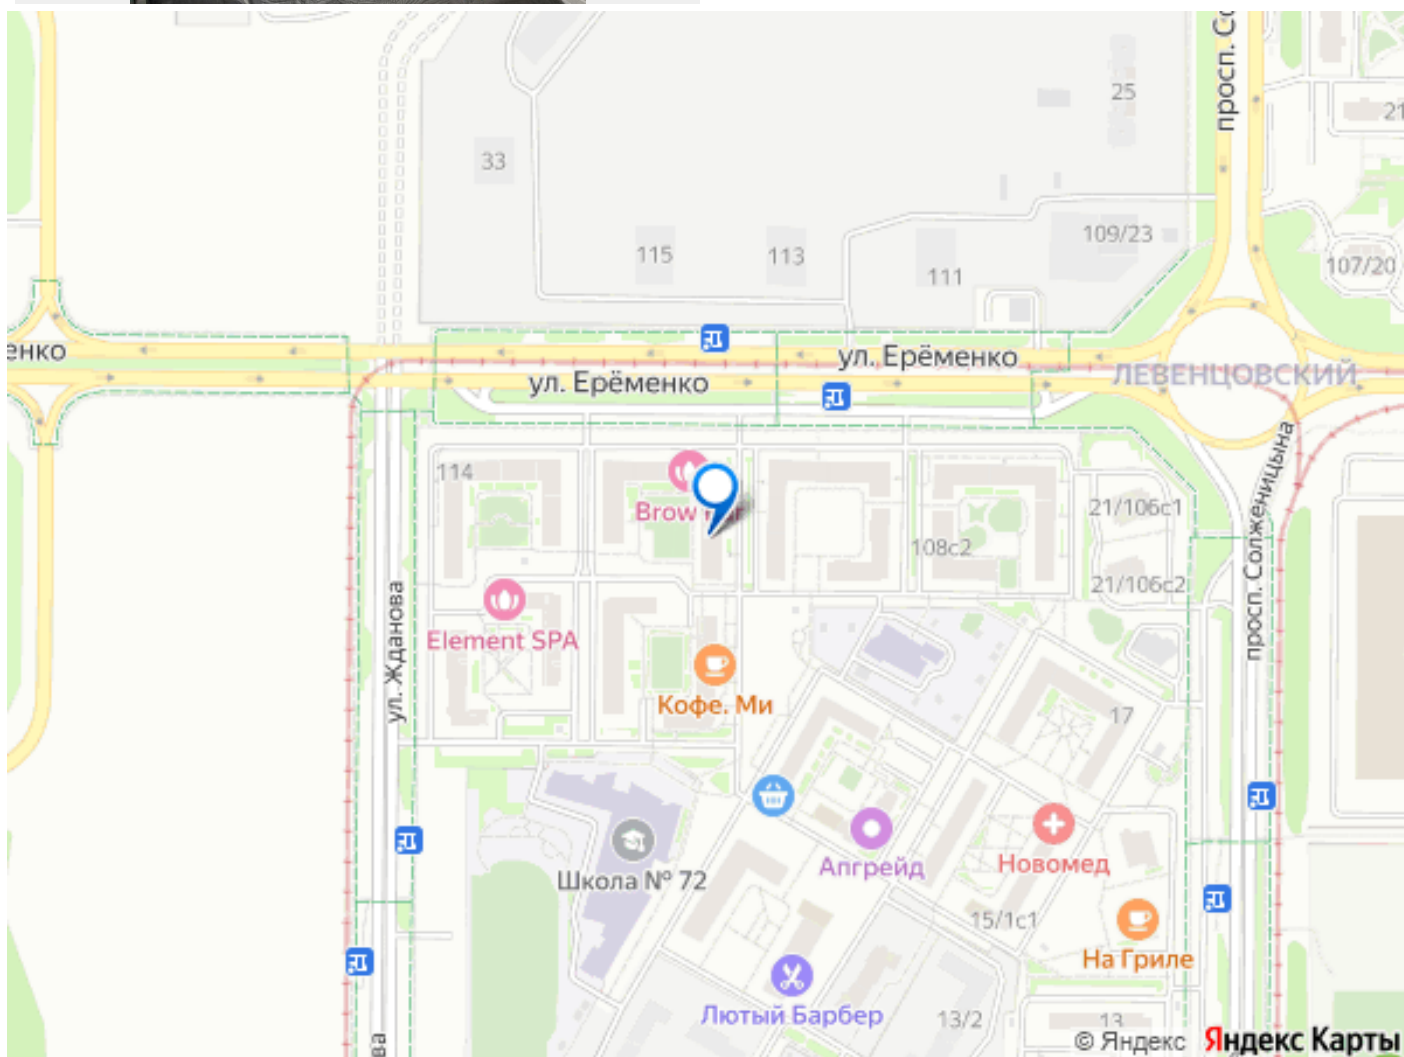 просп. Со
25
21
33
109/23
115
113
111
107/20
енко
ул. Ерёменко
ул. Ерёменко
ЛЕВЕНЦОВСКИЙ
114
Brow
21/106с1
108с2
21/106с2
просп. Солженицына
Element SPA
ул. Жданова
Кофе. Ми
17
Апгрейд
Новомед
Школа № 72
15/1с1
На Гриле
Лютый Барбер
13/2
13
ва
© Яндекс Яндекс Карты